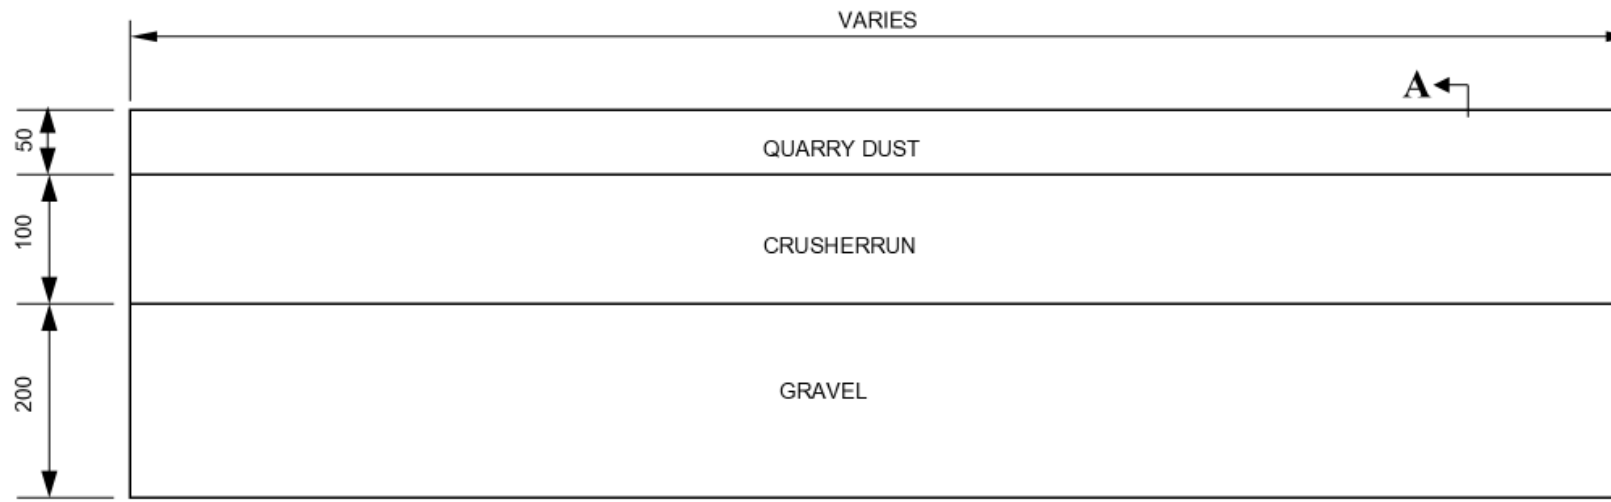 VARIES
A
50
QUARRY DUST
100
CRUSHERRUN
200
GRAVEL